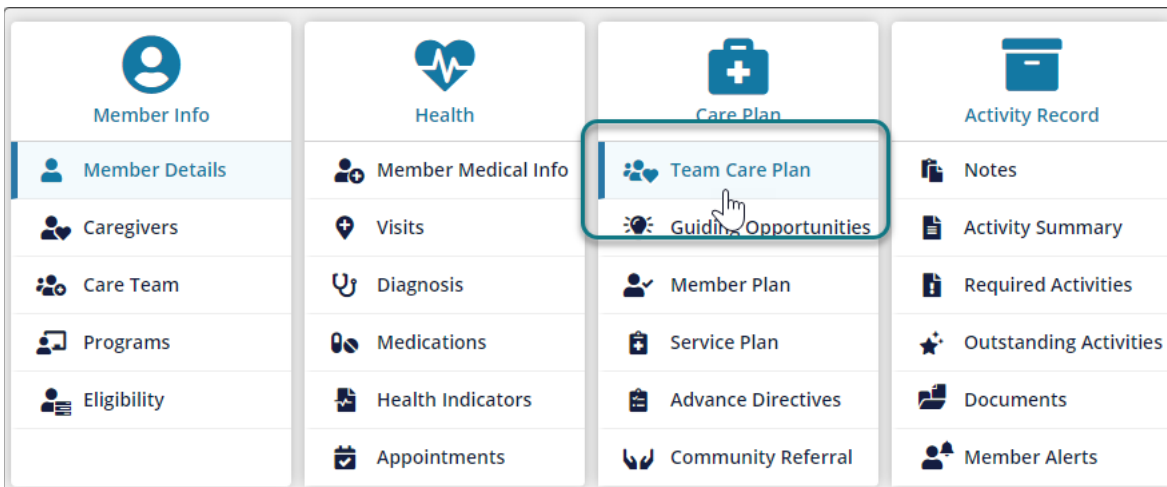 Member Info
Member Details
Caregivers
Care Team
Programs
Eligibility
Health
Member Medical Info
Visits
Diagnosis
Medications
Health Indicators
Appointments
Care Plan
Team Care Plan
Guiding Opportunities
Member Plan
Service Plan
Advance Directives
Community Referral
Activity Record
Notes
Activity Summary
Required Activities
Outstanding Activities
Documents
Member Alerts